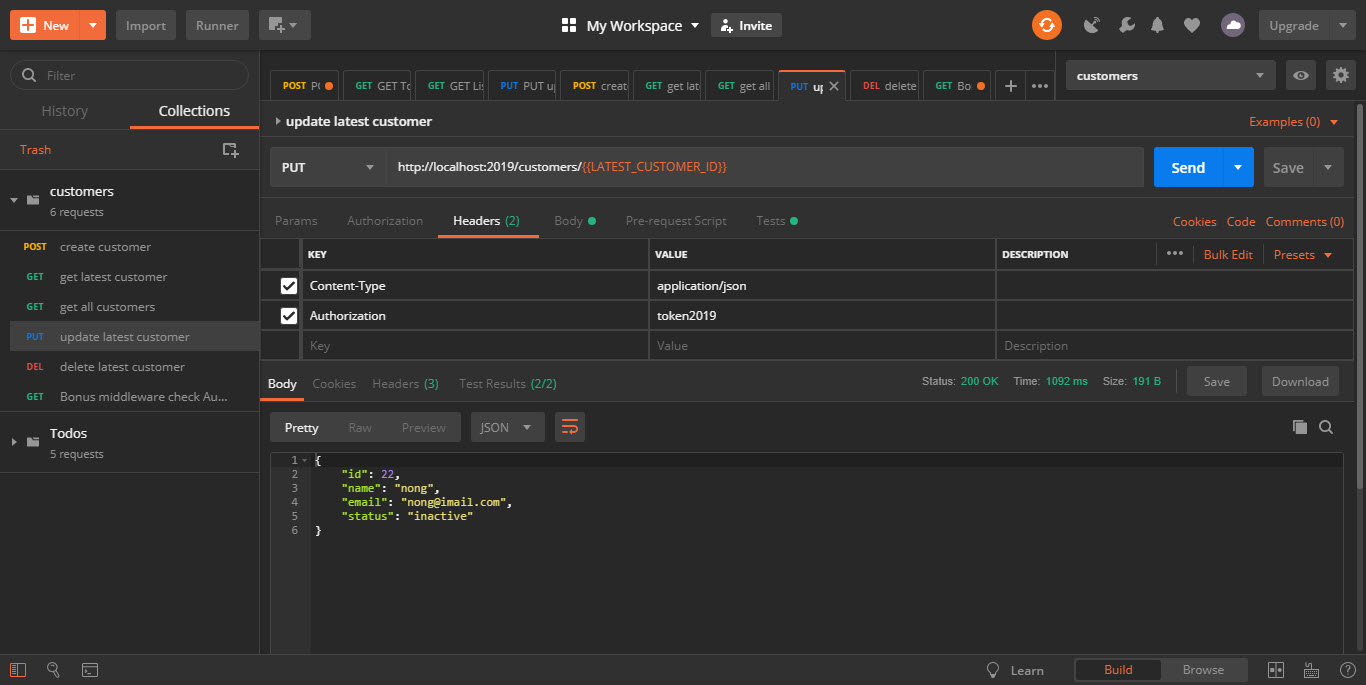 New Import Runner My Workspace Invite Upgrade
Filter
History Collections
Trash
customers
6 requests
POST create customer
GET get latest customer
GET get all customers
PUT update latest customer
DEL delete latest customer
GET Bonus middleware check Au...
Todos
5 requests
POST GET GET To GET GET Lis PUT PUT u POST creat GET get lat GET get all PUT up DEL delete GET Bo customers
update latest customer Examples (0)
PUT http://localhost:2019/customers/{{LATEST_CUSTOMER_ID}} Send Save
Params Authorization Headers (2) Body Pre-request Script Tests Cookies Code Comments (0)
KEY VALUE DESCRIPTION Bulk Edit Presets
Content-Type application/json
Authorization token2019
Key Value Description
Body Cookies Headers (3) Test Results (2/2) Status: 200 OK Time: 1092 ms Size: 191 B Save Download
Pretty Raw Preview JSON
1 {
2 "id": 22,
3 "name": "nong",
4 "email": "nong@imail.com",
5 "status": "inactive"
6 }
Learn Build Browse